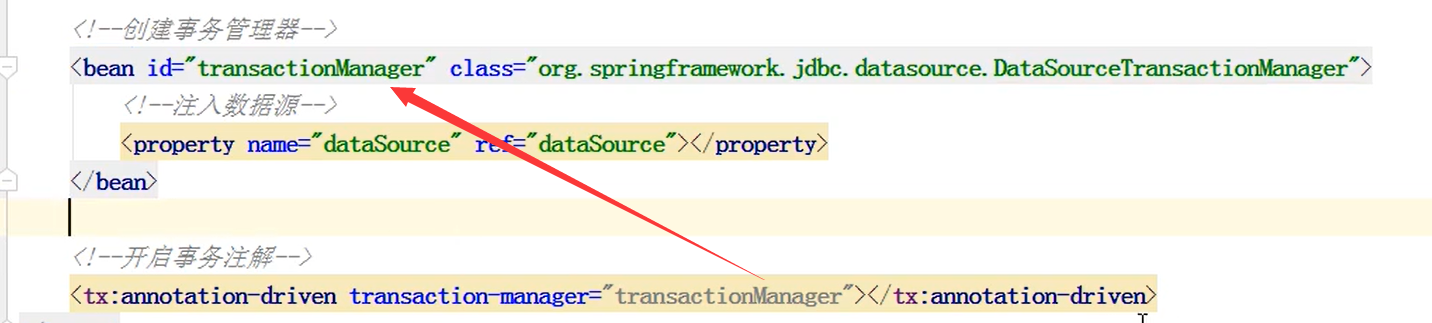 <!--创建事务管理器-->
<bean id="transactionManager" class="org.springframework.jdbc.datasource.DataSourceTransactionManager">
<!--注入数据源-->
<property name="dataSource" ref="dataSource"></property>
</bean>
<!--开启事务注解-->
<tx:annotation-driven transaction-manager="transactionManager"></tx:annotation-driven>